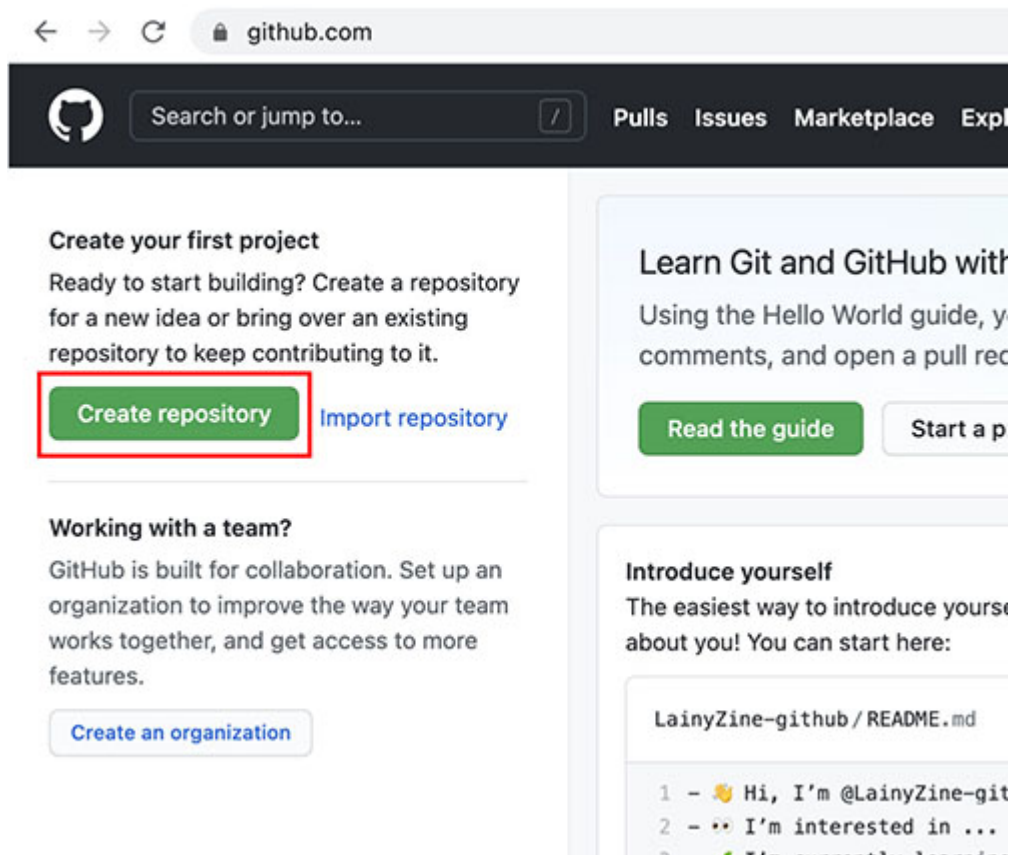 github.com
Search or jump to... /
Pulls Issues Marketplace Expl
Create your first project
Ready to start building? Create a repository
for a new idea or bring over an existing
repository to keep contributing to it.
Create repository
Import repository
Working with a team?
GitHub is built for collaboration. Set up an
organization to improve the way your team
works together, and get access to more
features.
Create an organization
Learn Git and GitHub with
Using the Hello World guide, y
comments, and open a pull req
Read the guide
Start a p
Introduce yourself
The easiest way to introduce yourse
about you! You can start here:
LainyZine-github/README.md
1 - 👋 Hi, I’m @LainyZine-git
2 - 👀 I’m interested in ...